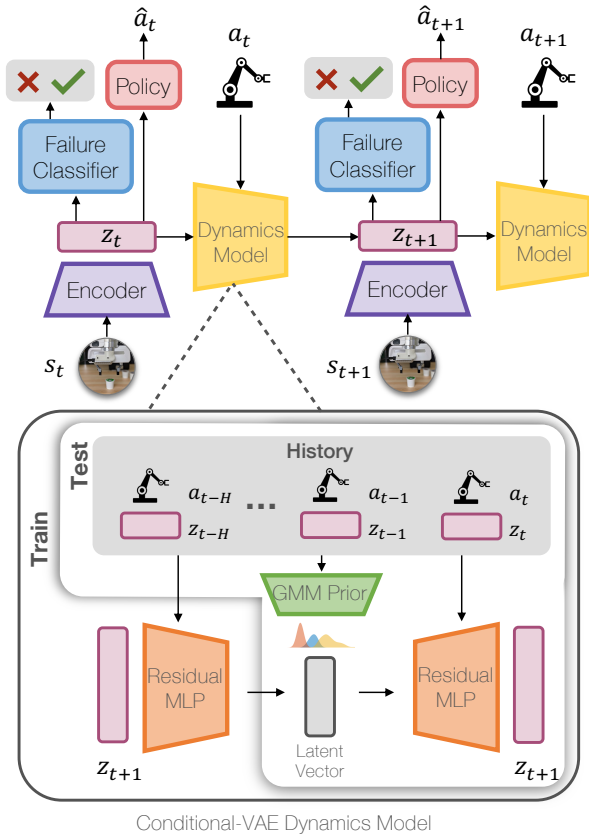 â_t
a_t
â_{t+1}
a_{t+1}
Policy
Policy
Failure
Classifier
Failure
Classifier
z_t
Dynamics
Model
z_{t+1}
Dynamics
Model
Encoder
Encoder
s_t
s_{t+1}
Train
Test
History
a_{t-H}
...
a_{t-1}
a_t
z_{t-H}
z_{t-1}
z_t
GMM Prior
Residual
MLP
Residual
MLP
Latent
Vector
z_{t+1}
z_{t+1}
Conditional-VAE Dynamics Model